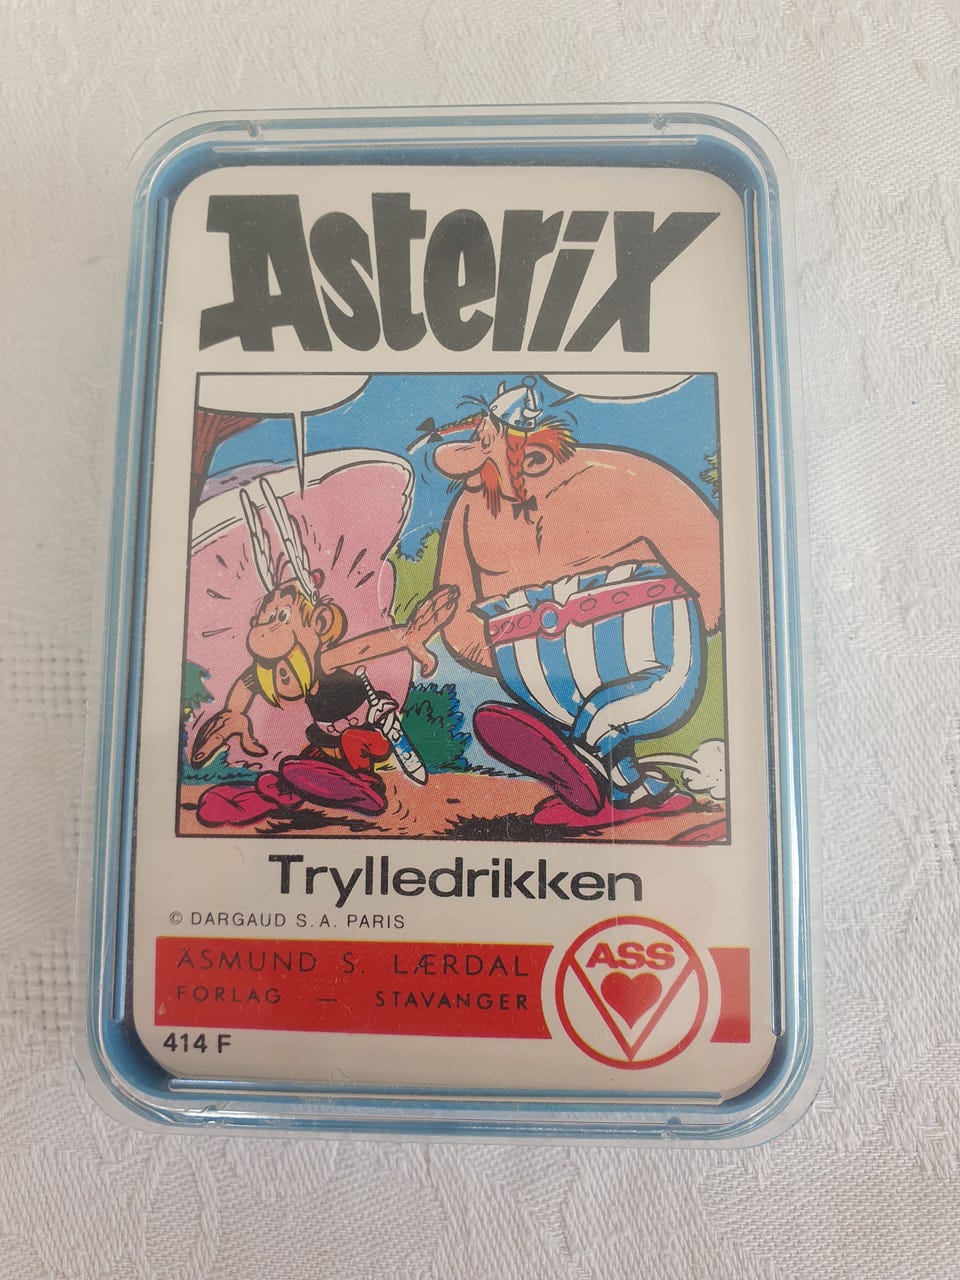 Asterix
Trylledrikken
© DARGAUD S. A. PARIS
ÅSMUND S. LÆRDAL
FORLAG — STAVANGER
ASS
414 F